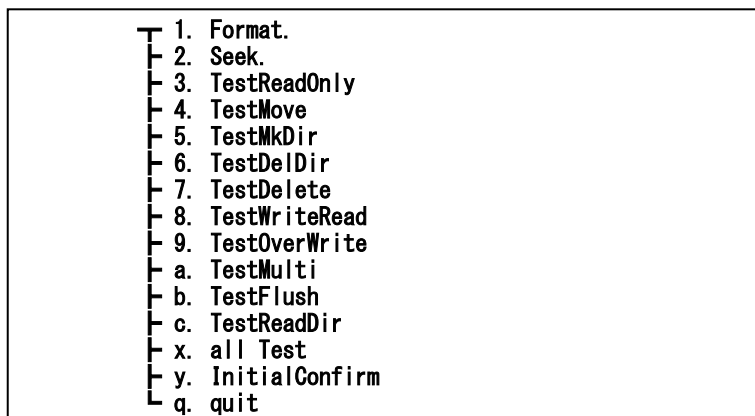 1. Format.
2. Seek.
3. TestReadOnly
4. TestMove
5. TestMkDir
6. TestDelDir
7. TestDelete
8. TestWriteRead
9. TestOverWrite
a. TestMulti
b. TestFlush
c. TestReadDir
x. all Test
y. InitialConfirm
q. quit